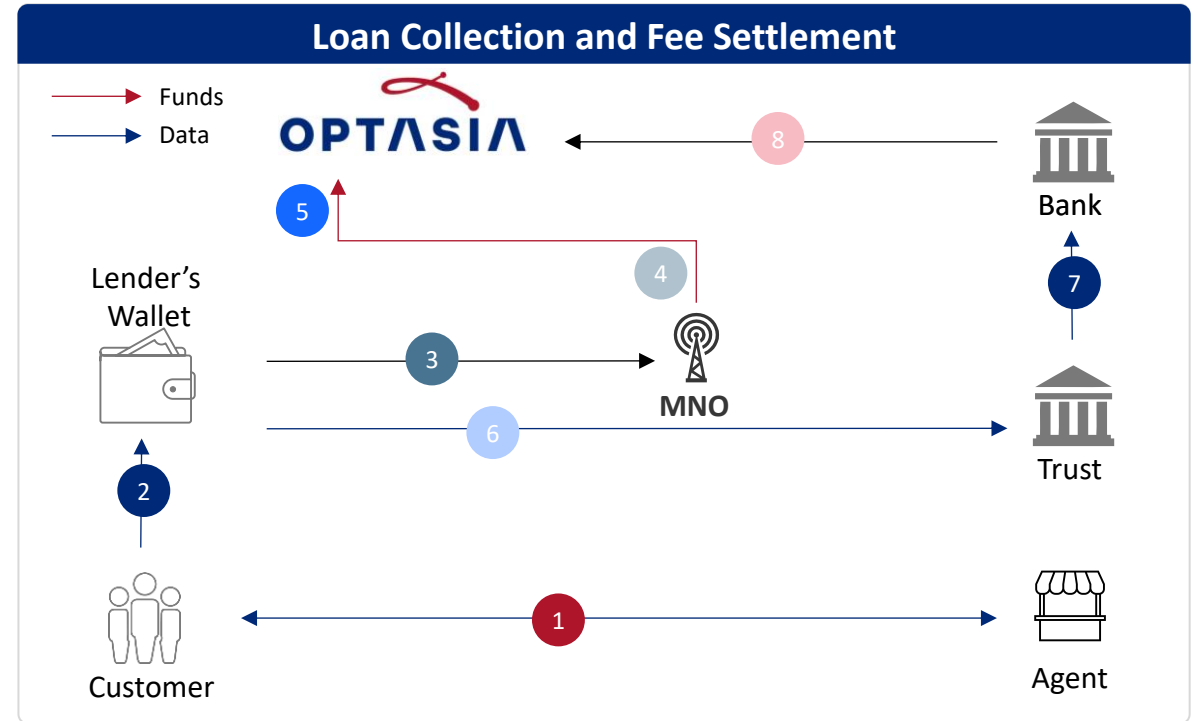 Loan Collection and Fee Settlement
Funds
Data
OPTASIA
8
Bank
5
4
7
Lender's
Wallet
3
MNO
6
Trust
2
1
Customer
Agent